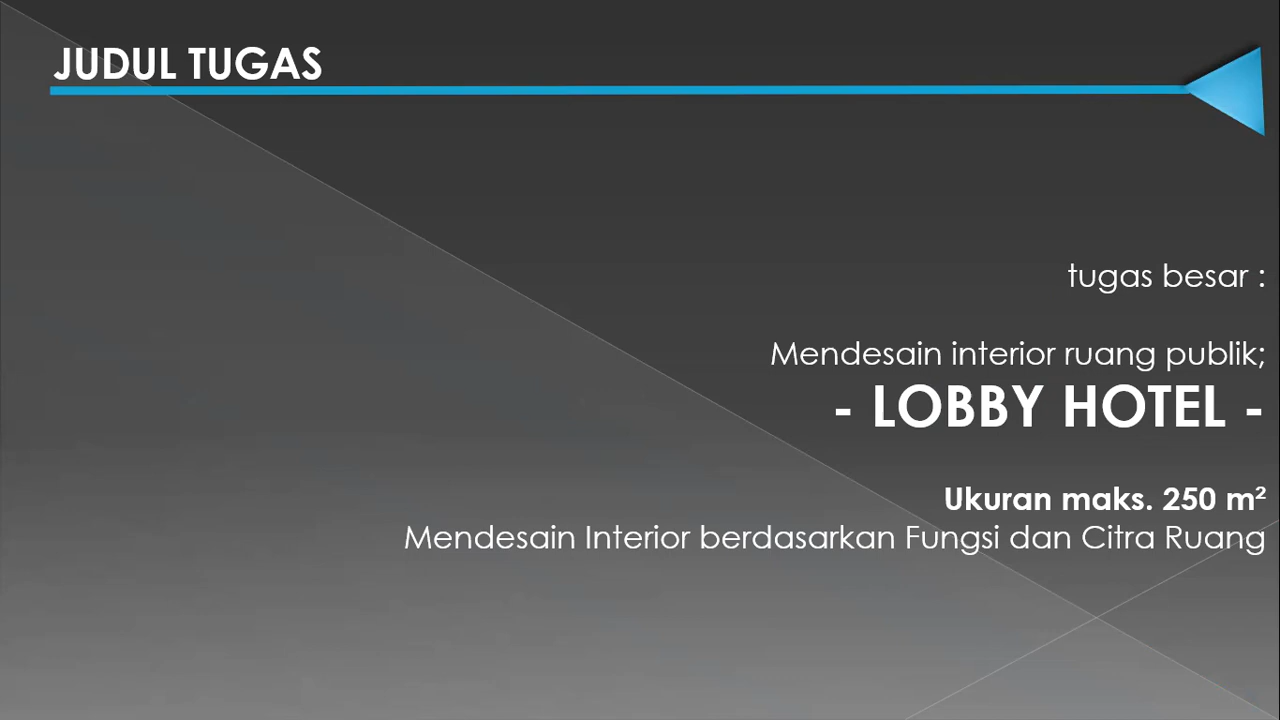 JUDUL TUGAS
tugas besar :
Mendesain interior ruang publik;
- LOBBY HOTEL -
Ukuran maks. 250 m²
Mendesain Interior berdasarkan Fungsi dan Citra Ruang